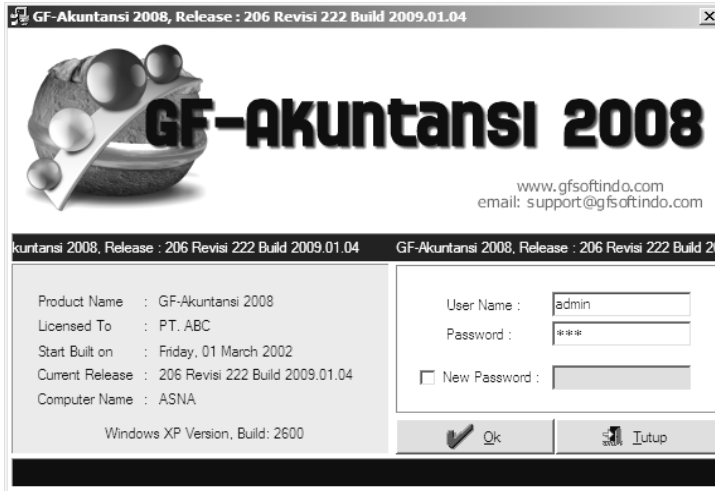 GF-Akuntansi 2008, Release : 206 Revisi 222 Build 2009.01.04
GF-Akuntansi 2008
www.gfsoftindo.com
email: support@gfsoftindo.com
kuntansi 2008, Release : 206 Revisi 222 Build 2009.01.04 GF-Akuntansi 2008, Release : 206 Revisi 222 Build 20
Product Name : GF-Akuntansi 2008
Licensed To : PT. ABC
Start Built on : Friday, 01 March 2002
Current Release : 206 Revisi 222 Build 2009.01.04
Computer Name : ASNA
Windows XP Version, Build: 2600
User Name : admin
Password : ***
New Password :
Ok
Tutup